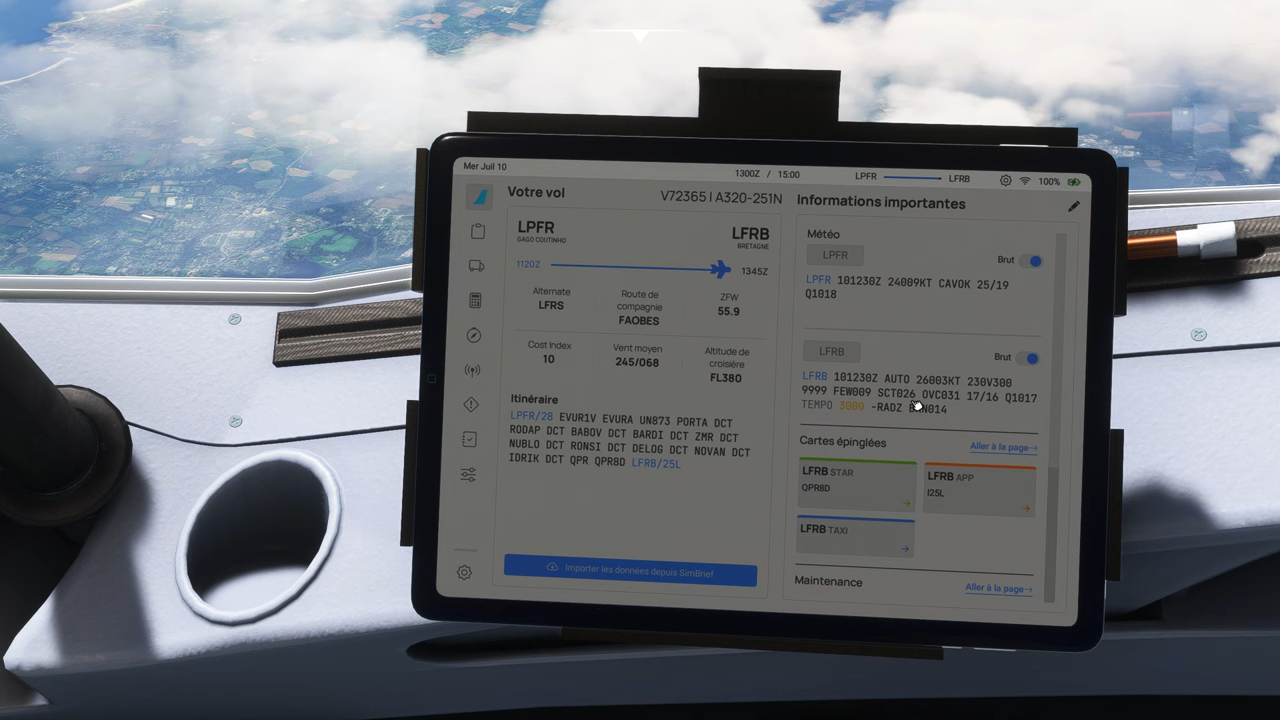 Mer Juil 10
1300Z / 15:00
LPFR LFRB
100%
Votre vol
V72365 | A320-251N
LPFR
GAGO COUTINHO
LFRB
BRETAGNE
1120Z
1345Z
Alternate
LFRS
Route de
compagnie
FAOBES
ZFW
55.9
Cost Index
10
Vent moyen
245/068
Altitude de
croisière
FL380
Itinéraire
LPFR/28 EVUR1V EVURA UN873 PORTA DCT
RODAP DCT BABOV DCT BARDI DCT ZMR DCT
NUBLO DCT RONSI DCT DELOG DCT NOVAN DCT
IDRIK DCT QPR QPR8D LFRB/25L
Importer les données depuis SimBrief
Informations importantes
Météo
LPFR
Brut
LPFR 101230Z 24009KT CAVOK 25/19
Q1018
LFRB
Brut
LFRB 101230Z AUTO 26003KT 230V300
9999 FEW009 SCT026 OVC031 17/16 Q1017
TEMPO 3000 -RADZ
Cartes épinglées
Aller à la page
LFRB STAR
QPR8D
LFRB APP
I25L
LFRB TAXI
Maintenance
Aller à la page